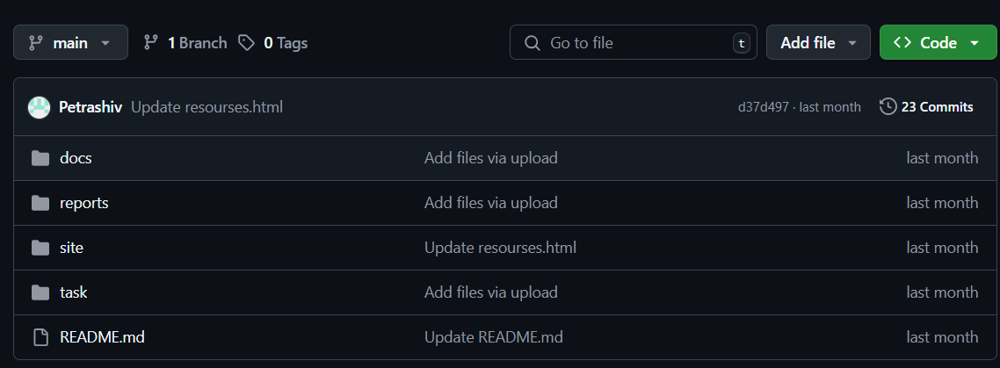 main 1 Branch 0 Tags Go to file t Add file Code
Petrashiv Update resourses.html d37d497 · last month 23 Commits
docs Add files via upload last month
reports Add files via upload last month
site Update resourses.html last month
task Add files via upload last month
README.md Update README.md last month